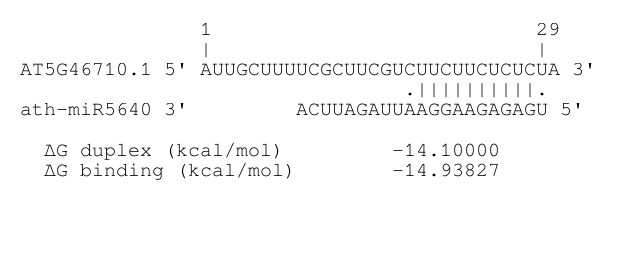 1 29
| |
AT5G46710.1 5' AUUGCUUUUCGCUUCGUCUUCUUCUCUCUA 3'
.||||||||||.
ath-miR5640 3' ACUUAGAUUAAGGAAGAGAGU 5'
ΔG duplex (kcal/mol) -14.10000
ΔG binding (kcal/mol) -14.93827